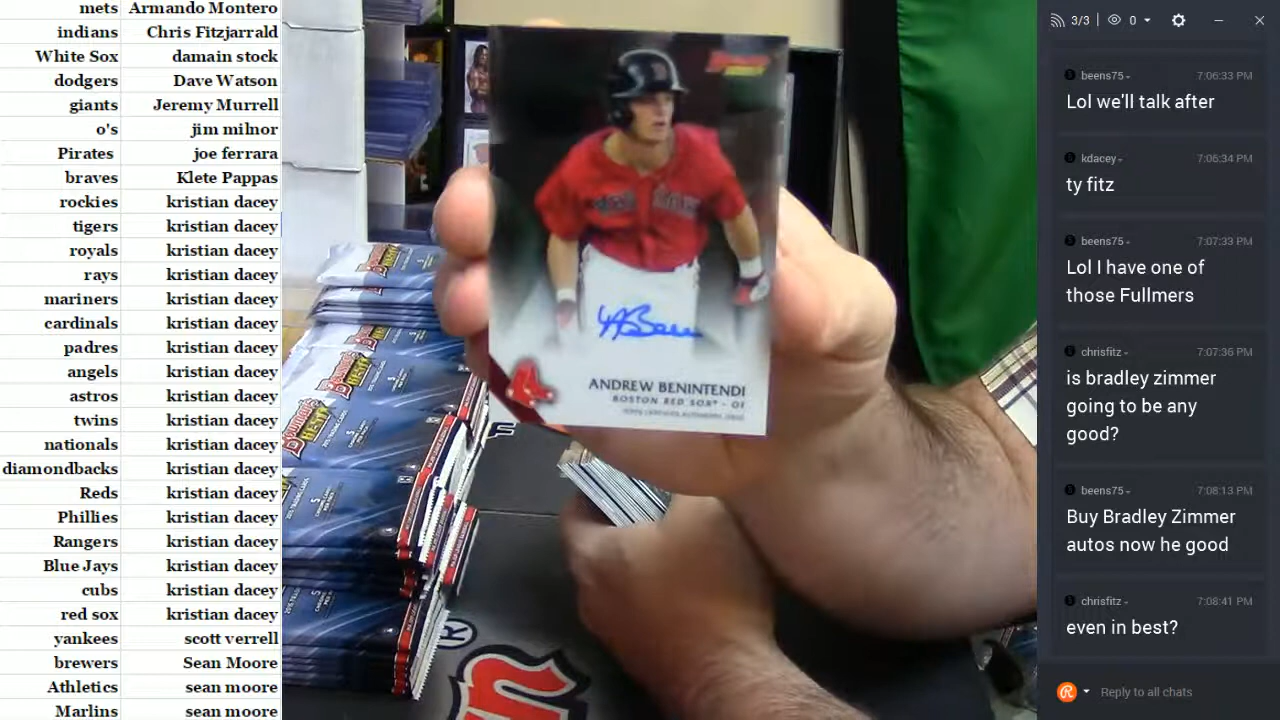 mets Armando Montero
indians Chris Fitzjarrald
White Sox damain stock
dodgers Dave Watson
giants Jeremy Murrell
o's jim milnor
Pirates joe ferrara
braves Klete Pappas
rockies kristian dacey
tigers kristian dacey
royals kristian dacey
rays kristian dacey
mariners kristian dacey
cardinals kristian dacey
padres kristian dacey
angels kristian dacey
astros kristian dacey
twins kristian dacey
nationals kristian dacey
diamondbacks kristian dacey
Reds kristian dacey
Phillies kristian dacey
Rangers kristian dacey
Blue Jays kristian dacey
cubs kristian dacey
red sox kristian dacey
yankees scott verrell
brewers Sean Moore
Athletics sean moore
Marlins sean moore
ANDREW BENINTENDI
BOSTON RED SOX - OF
3/3 0
beens75 7:06:33 PM
Lol we'll talk after
kdacey 7:06:34 PM
ty fitz
beens75 7:07:33 PM
Lol I have one of
those Fullmers
chrisfitz 7:07:36 PM
is bradley zimmer
going to be any
good?
beens75 7:08:13 PM
Buy Bradley Zimmer
autos now he good
chrisfitz 7:08:41 PM
even in best?
Reply to all chats